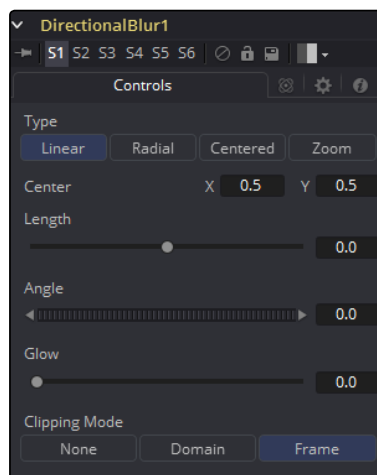 DirectionalBlur1
S1 S2 S3 S4 S5 S6
Controls
Type
Linear Radial Centered Zoom
Center X 0.5 Y 0.5
Length
0.0
Angle
0.0
Glow
0.0
Clipping Mode
None Domain Frame